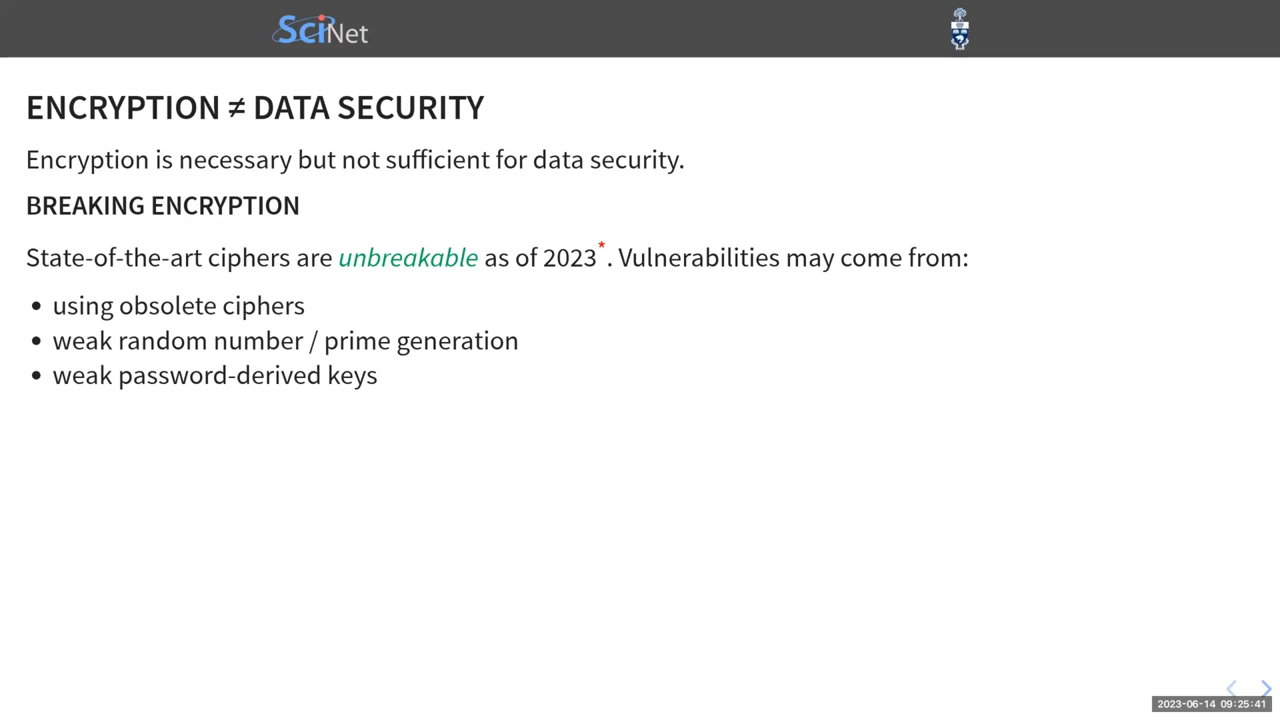 SciNet
ENCRYPTION ≠ DATA SECURITY
Encryption is necessary but not sufficient for data security.
BREAKING ENCRYPTION
State-of-the-art ciphers are unbreakable as of 2023*. Vulnerabilities may come from:
• using obsolete ciphers
• weak random number / prime generation
• weak password-derived keys
2023-06-14 09:25:41